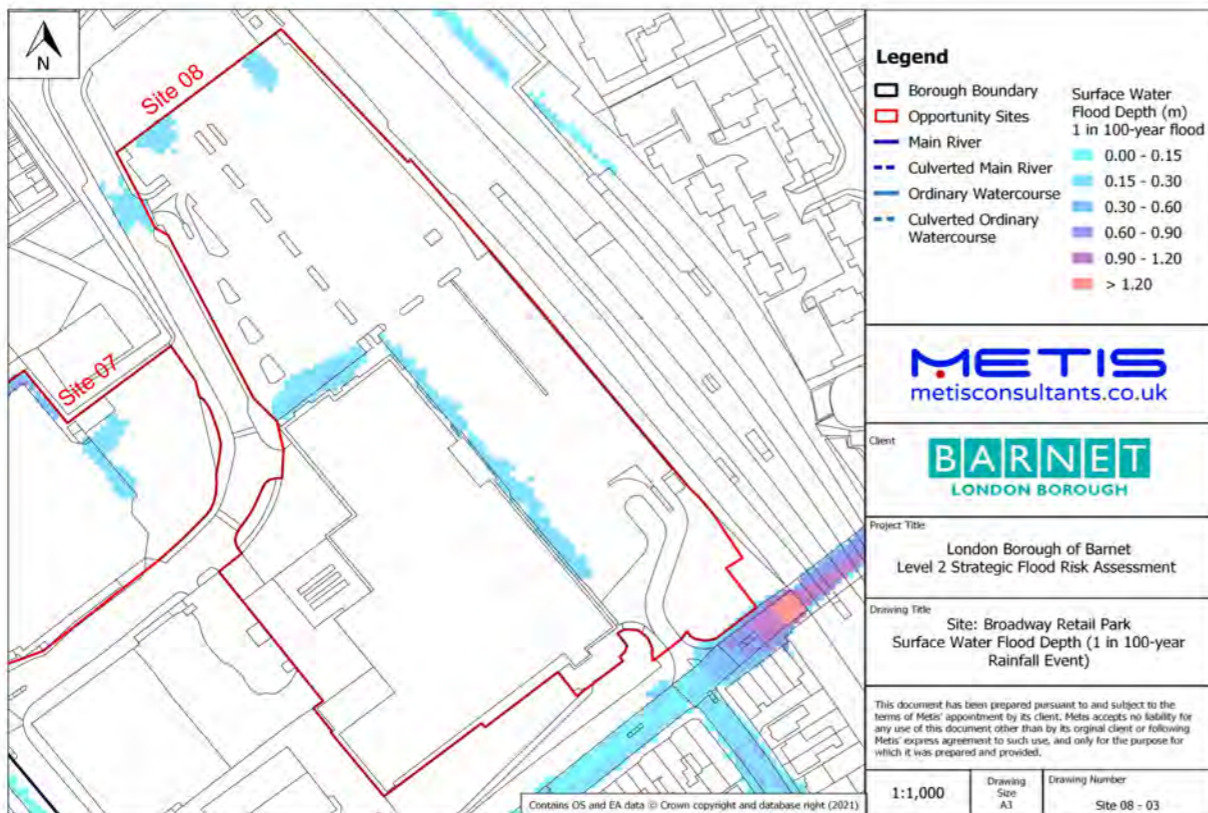 N
Site 08
Site 07
Contains OS and EA data © Crown copyright and database right (2021)
Legend
Borough Boundary
Opportunity Sites
Main River
Culverted Main River
Ordinary Watercourse
Culverted Ordinary
Watercourse
Surface Water
Flood Depth (m)
1 in 100-year flood
0.00 - 0.15
0.15 - 0.30
0.30 - 0.60
0.60 - 0.90
0.90 - 1.20
> 1.20
METIS
metisconsultants.co.uk
Client
BARNET
LONDON BOROUGH
Project Title
London Borough of Barnet
Level 2 Strategic Flood Risk Assessment
Drawing Title
Site: Broadway Retail Park
Surface Water Flood Depth (1 in 100-year
Rainfall Event)
This document has been prepared pursuant to and subject to the
terms of Metis' appointment by its client. Metis accepts no liability for
any use of this document other than by its orginal client or following
Metis' express agreement to such use, and only for the purpose for
which it was prepared and provided.
1:1,000
Drawing
Size
A3
Drawing Number
Site 08 - 03